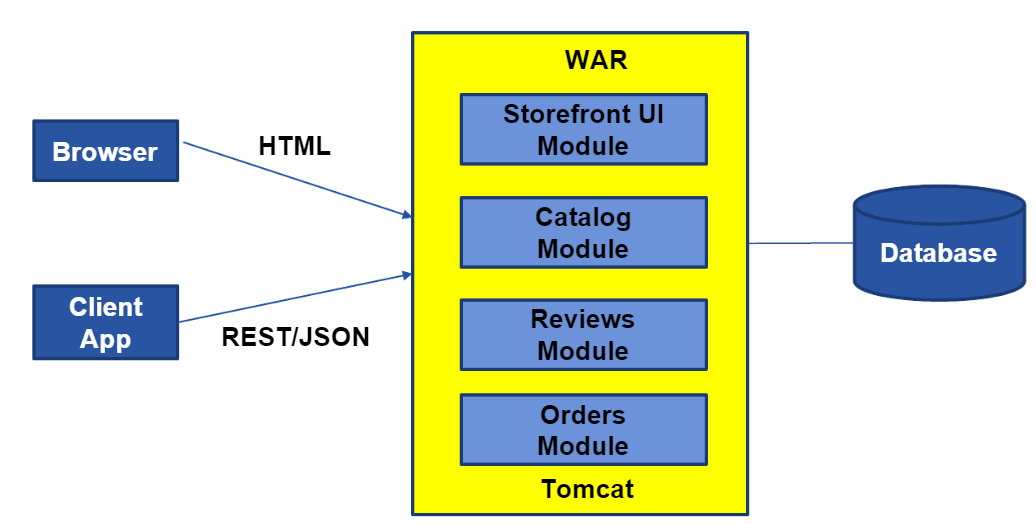 WAR
Storefront UI
Module
Browser
HTML
Catalog
Module
Database
Client
App
REST/JSON
Reviews
Module
Orders
Module
Tomcat